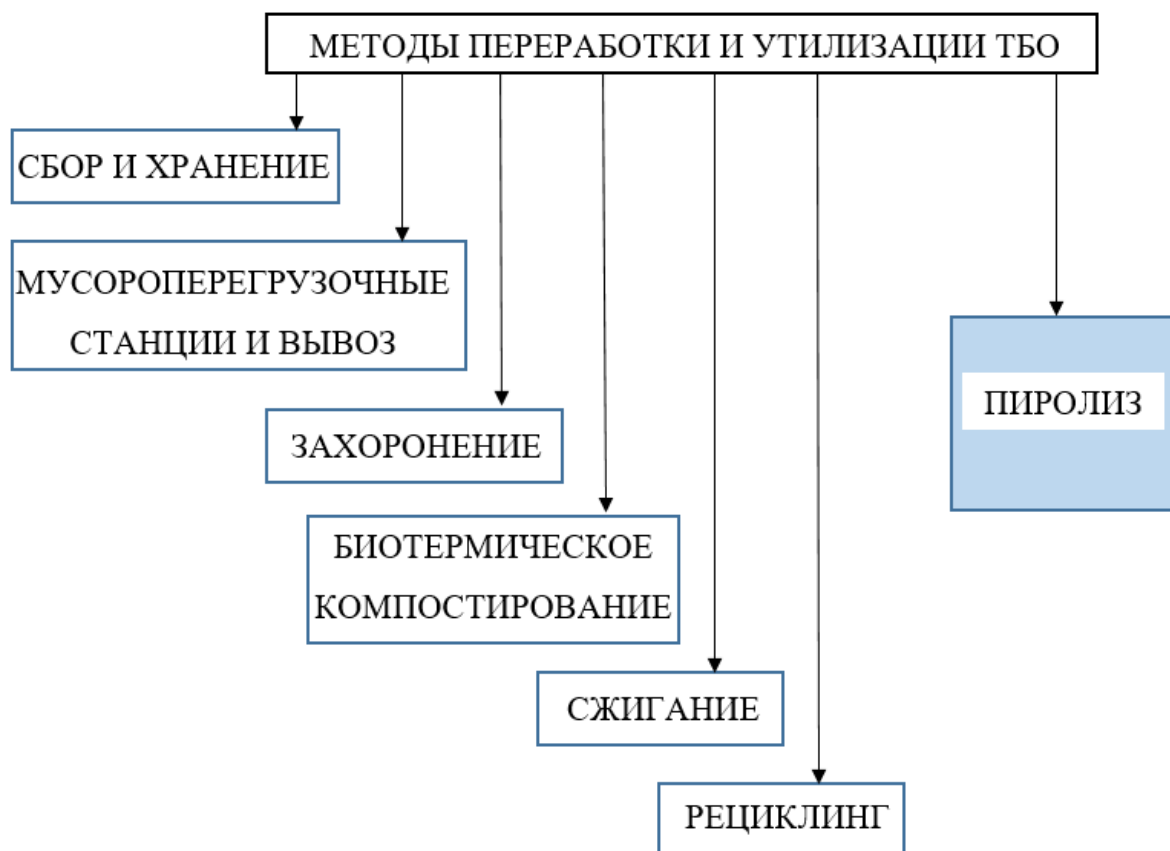 МЕТОДЫ ПЕРЕРАБОТКИ И УТИЛИЗАЦИИ ТБО
СБОР И ХРАНЕНИЕ
МУСОРОПЕРЕГРУЗОЧНЫЕ
СТАНЦИИ И ВЫВОЗ
ПИРОЛИЗ
ЗАХОРОНЕНИЕ
БИОТЕРМИЧЕСКОЕ
КОМПОСТИРОВАНИЕ
СЖИГАНИЕ
РЕЦИКЛИНГ